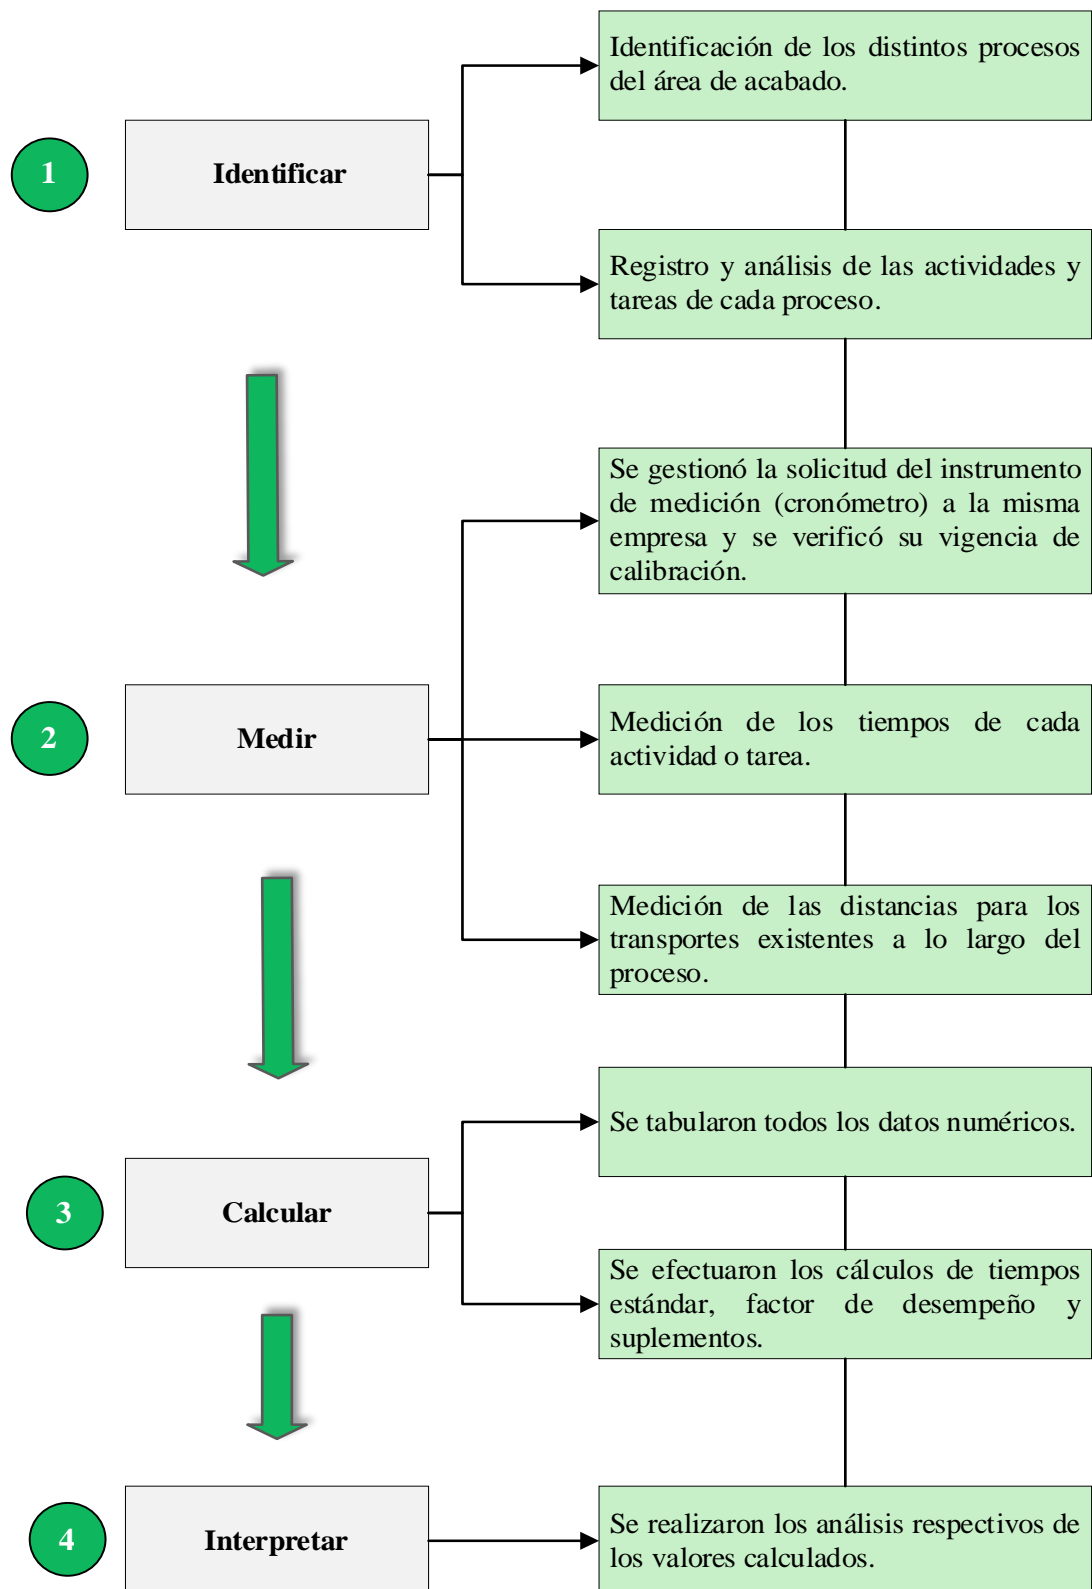 Identificación de los distintos procesos
del área de acabado.
1
Identificar
Registro y análisis de las actividades y
tareas de cada proceso.
Se gestionó la solicitud del instrumento
de medición (cronómetro) a la misma
empresa y se verificó su vigencia de
calibración.
2
Medir
Medición de los tiempos de cada
actividad o tarea.
Medición de las distancias para los
transportes existentes a lo largo del
proceso.
Se tabularon todos los datos numéricos.
3
Calcular
Se efectuaron los cálculos de tiempos
estándar, factor de desempeño y
suplementos.
4
Interpretar
Se realizaron los análisis respectivos de
los valores calculados.